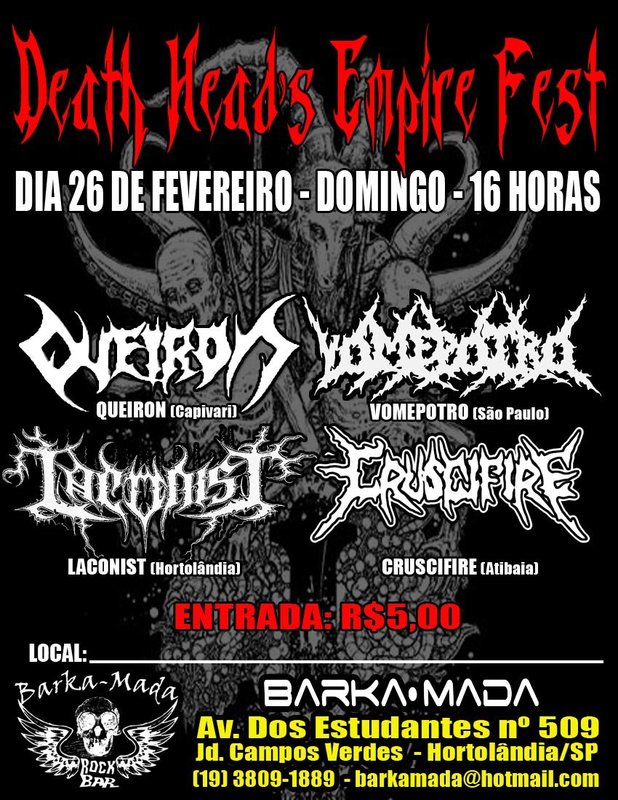 Death Head's Empire Fest
DIA 26 DE FEVEREIRO - DOMINGO - 16 HORAS
QUEIRON
VOMEPOTRO
QUEIRON (Capivari)
VOMEPOTRO (São Paulo)
LACONIST
CRUSCIFIRE
LACONIST (Hortolândia)
CRUSCIFIRE (Atibaia)
ENTRADA: R$5,00
LOCAL:
Barka-Mada
ROCK
BAR
BARKA•MADA
Av. Dos Estudantes nº 509
Jd. Campos Verdes - Hortolândia/SP
(19) 3809-1889 - barkamada@hotmail.com